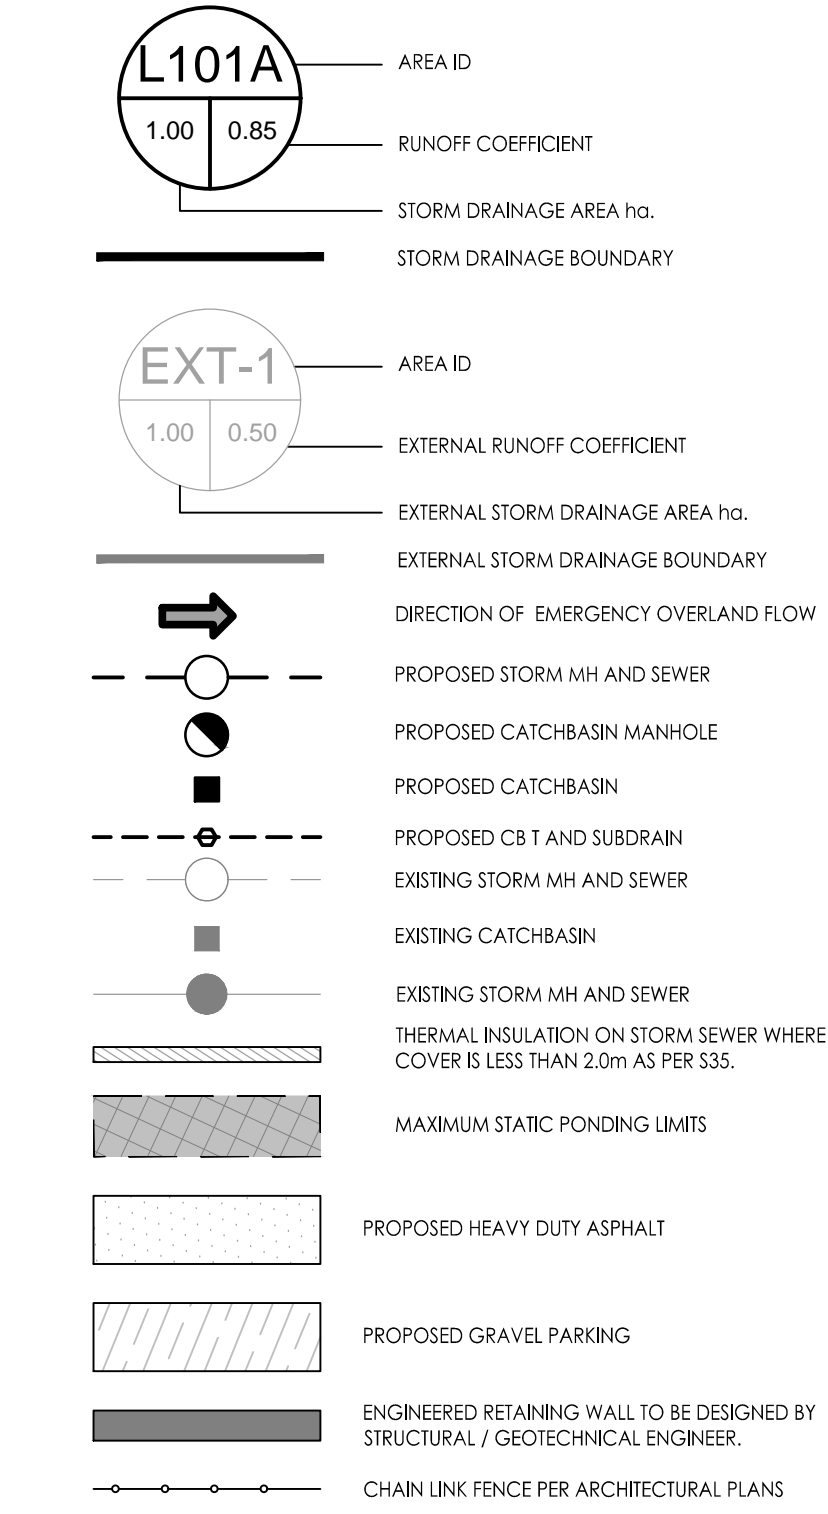 L101A
AREA ID
1.00 0.85
RUNOFF COEFFICIENT
STORM DRAINAGE AREA ha.
STORM DRAINAGE BOUNDARY
EXT-1
AREA ID
1.00 0.50
EXTERNAL RUNOFF COEFFICIENT
EXTERNAL STORM DRAINAGE AREA ha.
EXTERNAL STORM DRAINAGE BOUNDARY
DIRECTION OF EMERGENCY OVERLAND FLOW
PROPOSED STORM MH AND SEWER
PROPOSED CATCHBASIN MANHOLE
PROPOSED CATCHBASIN
PROPOSED CB T AND SUBDRAIN
EXISTING STORM MH AND SEWER
EXISTING CATCHBASIN
EXISTING STORM MH AND SEWER
THERMAL INSULATION ON STORM SEWER WHERE
COVER IS LESS THAN 2.0m AS PER S35.
MAXIMUM STATIC PONDING LIMITS
PROPOSED HEAVY DUTY ASPHALT
PROPOSED GRAVEL PARKING
ENGINEERED RETAINING WALL TO BE DESIGNED BY
STRUCTURAL / GEOTECHNICAL ENGINEER.
CHAIN LINK FENCE PER ARCHITECTURAL PLANS